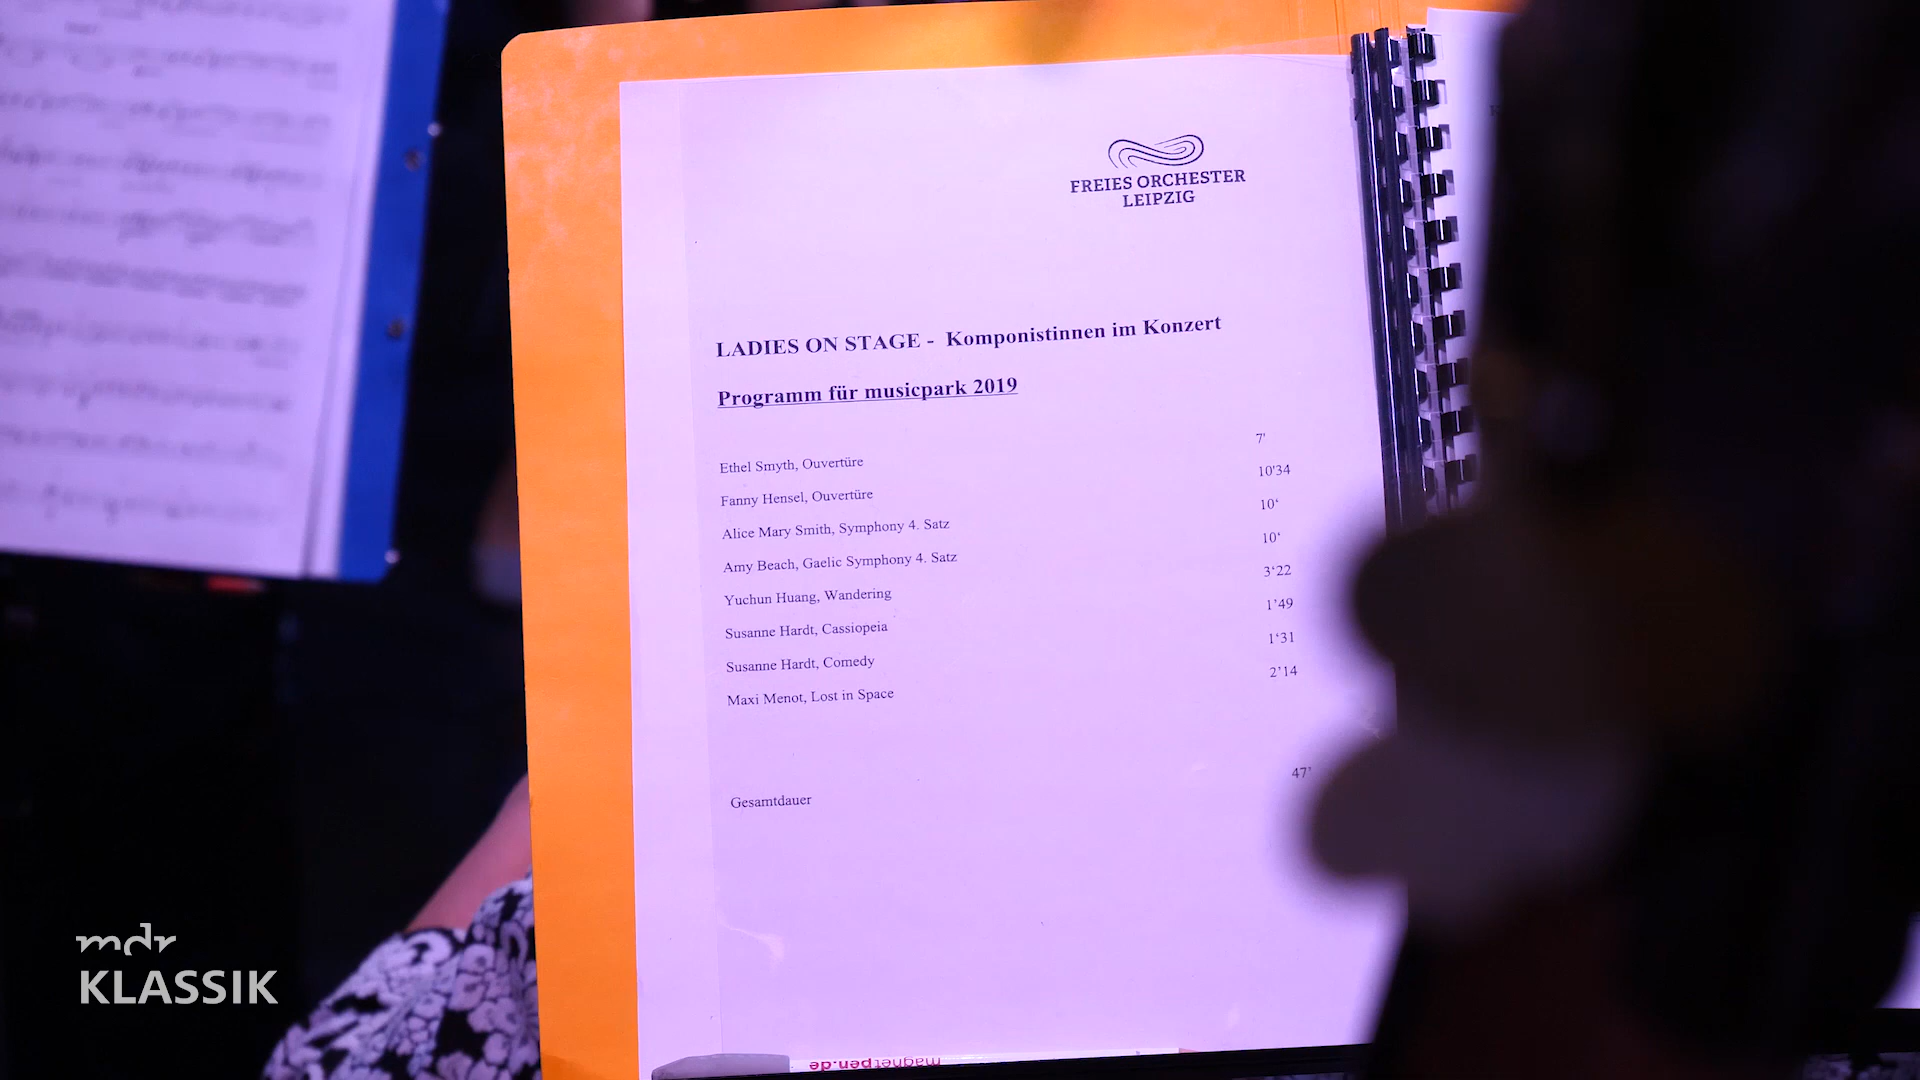 FREIES ORCHESTER
LEIPZIG
LADIES ON STAGE - Komponistinnen im Konzert
Programm für musicpark 2019
Ethel Smyth, Ouvertüre 7'
Fanny Hensel, Ouvertüre 10'34
Alice Mary Smith, Symphony 4. Satz 10‘
Amy Beach, Gaelic Symphony 4. Satz 10‘
Yuchun Huang, Wandering 3‘22
Susanne Hardt, Cassiopeia 1’49
Susanne Hardt, Comedy 1‘31
Maxi Menot, Lost in Space 2’14
Gesamtdauer 47’
magnetpen.de
mdr
KLASSIK